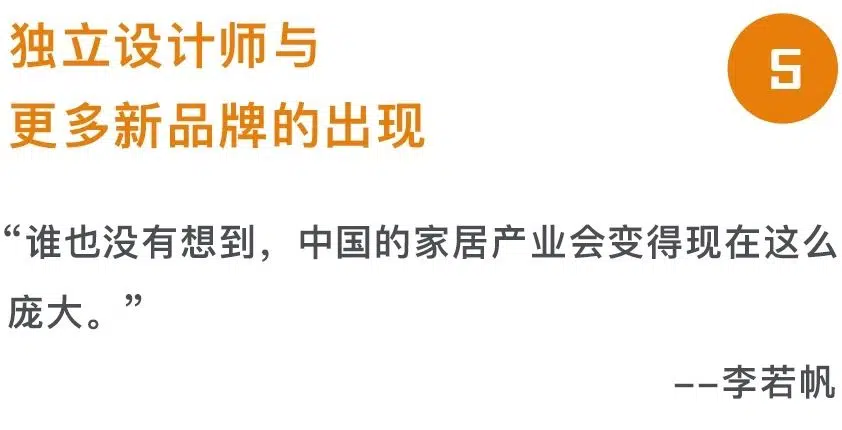 独立设计师与
更多新品牌的出现
5
“谁也没有想到，中国的家居产业会变得现在这么
庞大。”
--李若帆